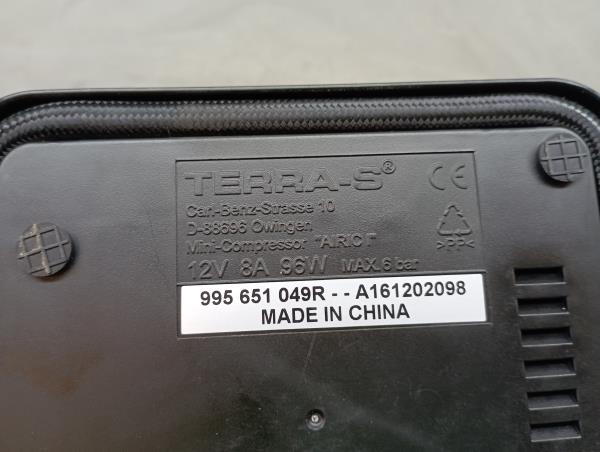 TERRA-S®
CE
Carl-Benz-Strasse 10
D-88696 Owingen
Mini-Compressor "AIRC I"
>PP<
12V 8A 96W MAX. 6 bar
995 651 049R - - A161202098
MADE IN CHINA